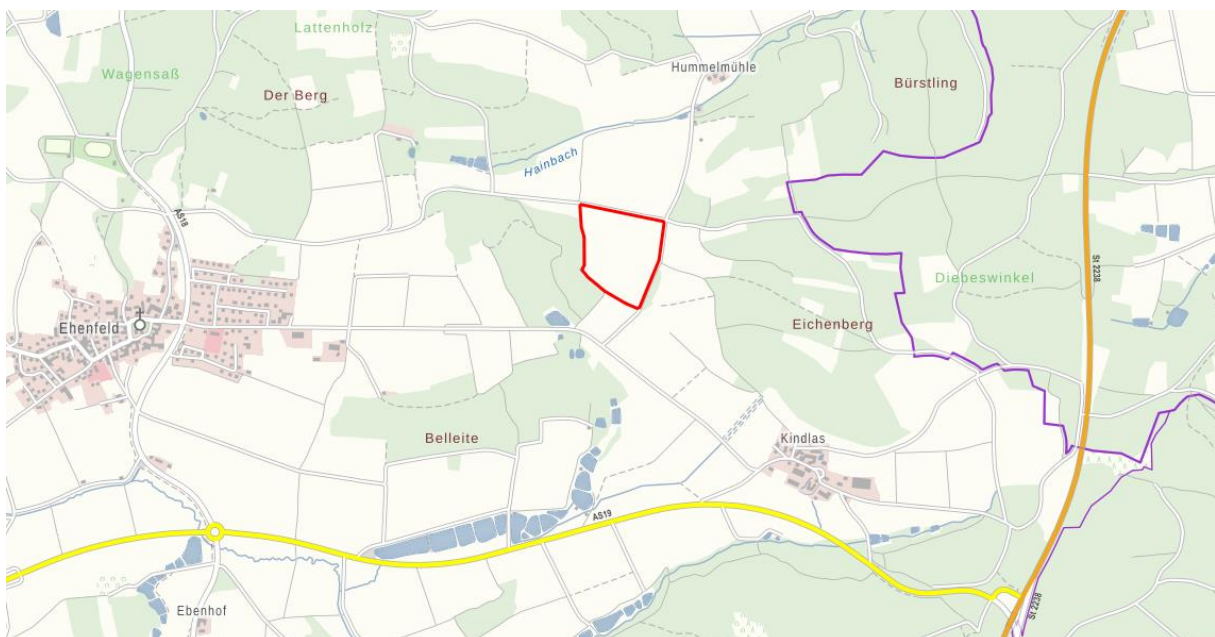 Lattenholz
Wagensaß
Der Berg
Hummelmühle
Bürstling
Hainbach
AS18
St 2238
Diebeswinkel
Ehenfeld
Eichenberg
Belleite
Kindlas
AS19
Ebenhof
St 2238